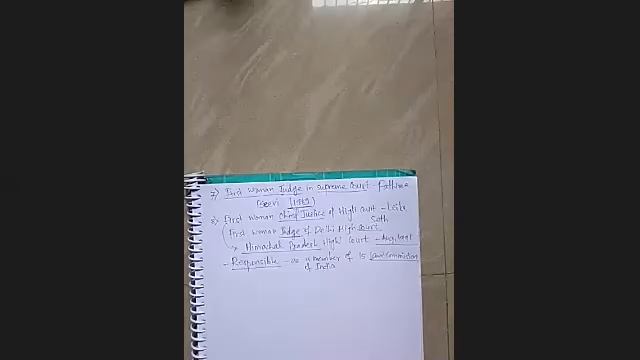 7) First woman Judge in supreme court - Fathima
Beevi [1989]
8) First woman Chief Justice of High court - Leila
Seth
(First woman Judge of Delhi High court
→ Himachal Pradesh High Court - Aug, 1991
- Responsible - as a member of 15 Law commission
of India